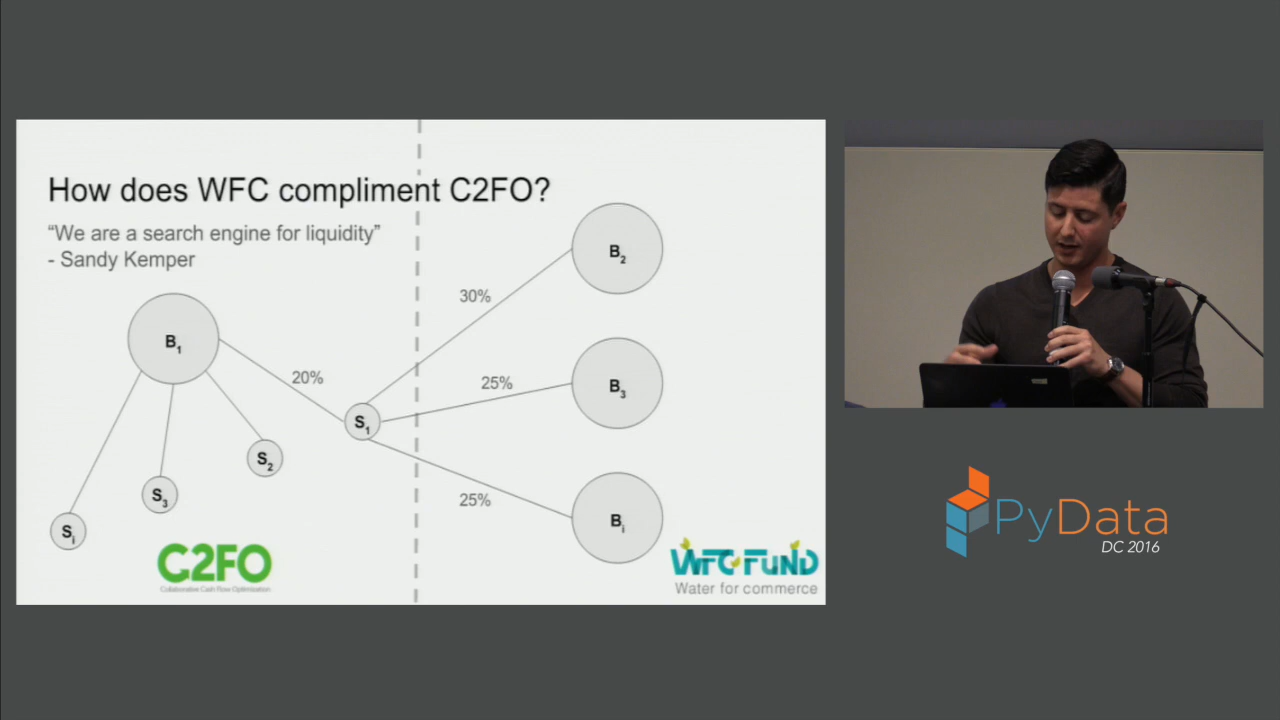 How does WFC compliment C2FO?
“We are a search engine for liquidity”
- Sandy Kemper
B2
30%
B1
20%
25%
B3
S1
S2
S3
25%
Si
Bi
C2FO
Collaborative Cash Flow Optimization
WFC FUND
Water for commerce
PyData
DC 2016